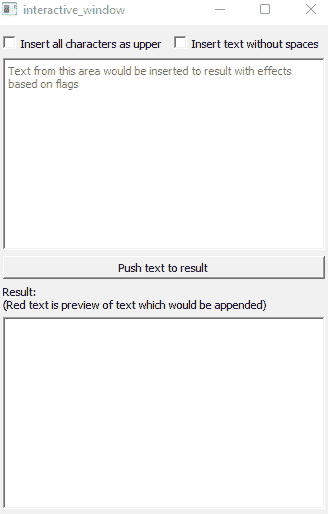 interactive_window
Insert all characters as upper Insert text without spaces
Text from this area would be inserted to result with effects
based on flags
Push text to result
Result:
(Red text is preview of text which would be appended)